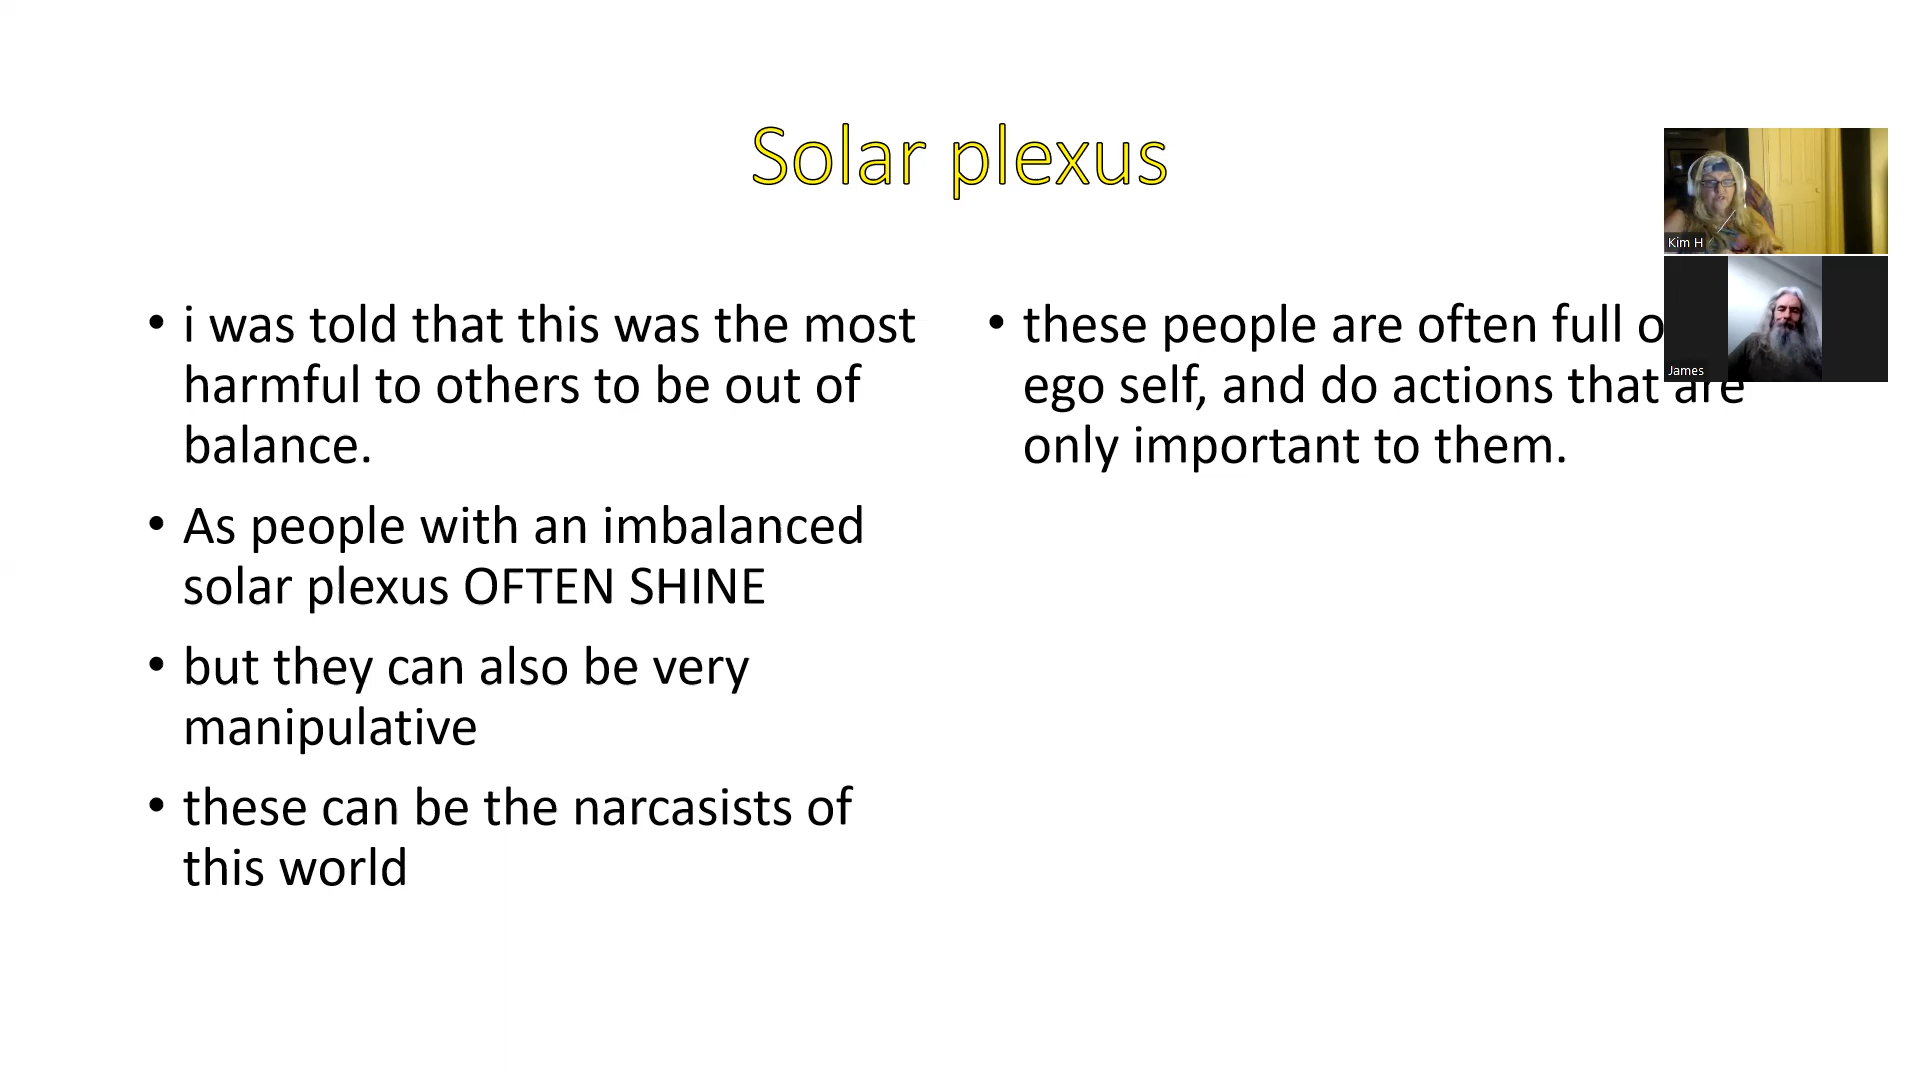 Solar plexus
• i was told that this was the most
harmful to others to be out of
balance.
• As people with an imbalanced
solar plexus OFTEN SHINE
• but they can also be very
manipulative
• these can be the narcasists of
this world
• these people are often full
ego self, and do actions that are
only important to them.
Kim H
James